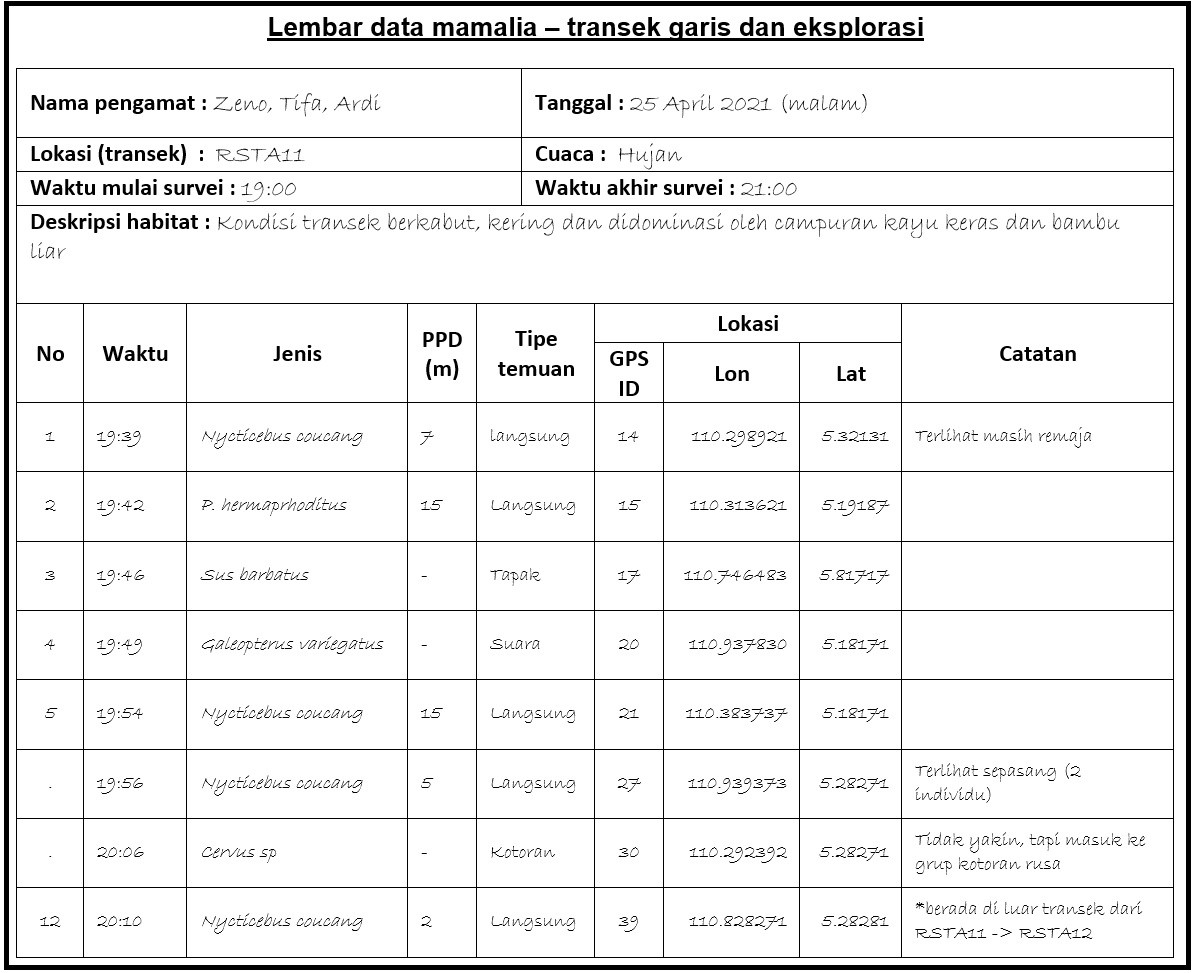 Lembar data mamalia – transek garis dan eksplorasi
Nama pengamat : Zeno, Tifa, Ardi
Tanggal : 25 April 2021 (malam)
Lokasi (transek) : RSTA11
Cuaca : Hujan
Waktu mulai survei : 19:00
Waktu akhir survei : 21:00
Deskripsi habitat : Kondisi transek berkabut, kering dan didominasi oleh campuran kayu keras dan bambu
liar
No Waktu Jenis PPD (m) Tipe temuan Lokasi Catatan
GPS ID Lon Lat
1 19:39 Nycticebus coucang 7 langsung 14 110.298921 5.32131 Terlihat masih remaja
2 19:42 P. hermaprhoditus 15 Langsung 15 110.313621 5.19187
3 19:46 Sus barbatus - Tapak 17 110.746483 5.81717
4 19:49 Galeopterus variegatus - Suara 20 110.937830 5.18171
5 19:54 Nycticebus coucang 15 Langsung 21 110.383737 5.18171
. 19:56 Nycticebus coucang 5 Langsung 27 110.939373 5.28271 Terlihat sepasang (2
individu)
. 20:06 Cervus sp - Kotoran 30 110.292392 5.28271 Tidak yakin, tapi masuk ke
grup kotoran rusa
12 20:10 Nycticebus coucang 2 Langsung 39 110.828271 5.28281 *berada di luar transek dari
RSTA11 -> RSTA12